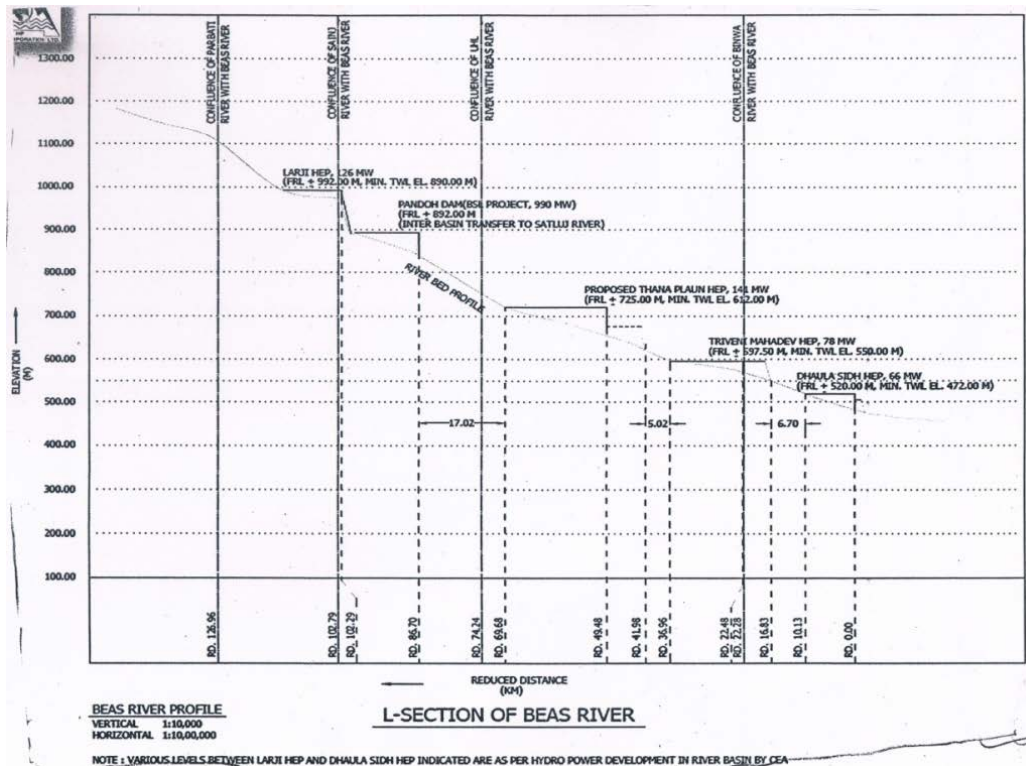 HP
CORPORATION LTD.
1300.00
1200.00
1100.00
1000.00
900.00
800.00
700.00
600.00
500.00
400.00
300.00
200.00
100.00
ELEVATION
(M)
CONFLUENCE OF PARBATI
RIVER WITH BEAS RIVER
CONFLUENCE OF SAINJ
RIVER WITH BEAS RIVER
CONFLUENCE OF UHL
RIVER WITH BEAS RIVER
CONFLUENCE OF BINWA
RIVER WITH BEAS RIVER
LARJI HEP, 126 MW
(FRL ± 992.00 M, MIN. TWL EL. 890.00 M)
PANDOH DAM(BSL PROJECT, 990 MW)
(FRL ± 892.00 M
(INTER BASIN TRANSFER TO SATLUJ RIVER)
RIVER BED PROFILE
PROPOSED THANA PLAUN HEP, 141 MW
(FRL ± 725.00 M, MIN. TWL EL. 612.00 M)
TRIVENI MAHADEV HEP, 78 MW
(FRL ± 597.50 M, MIN. TWL EL. 550.00 M)
DHAULA SIDH HEP, 66 MW
(FRL ± 520.00 M, MIN. TWL EL. 472.00 M)
17.02
5.02
6.70
RD. 126.96
RD. 102.79
RD. 102.29
RD. 86.70
RD. 74.24
RD. 69.68
RD. 49.48
RD. 41.98
RD. 36.96
RD. 22.48
RD. 22.28
RD. 16.83
RD. 10.13
RD. 0.00
REDUCED DISTANCE
(KM)
BEAS RIVER PROFILE
VERTICAL 1:10,000
HORIZONTAL 1:10,00,000
L-SECTION OF BEAS RIVER
NOTE : VARIOUS LEVELS BETWEEN LARJI HEP AND DHAULA SIDH HEP INDICATED ARE AS PER HYDRO POWER DEVELOPMENT IN RIVER BASIN BY CEA